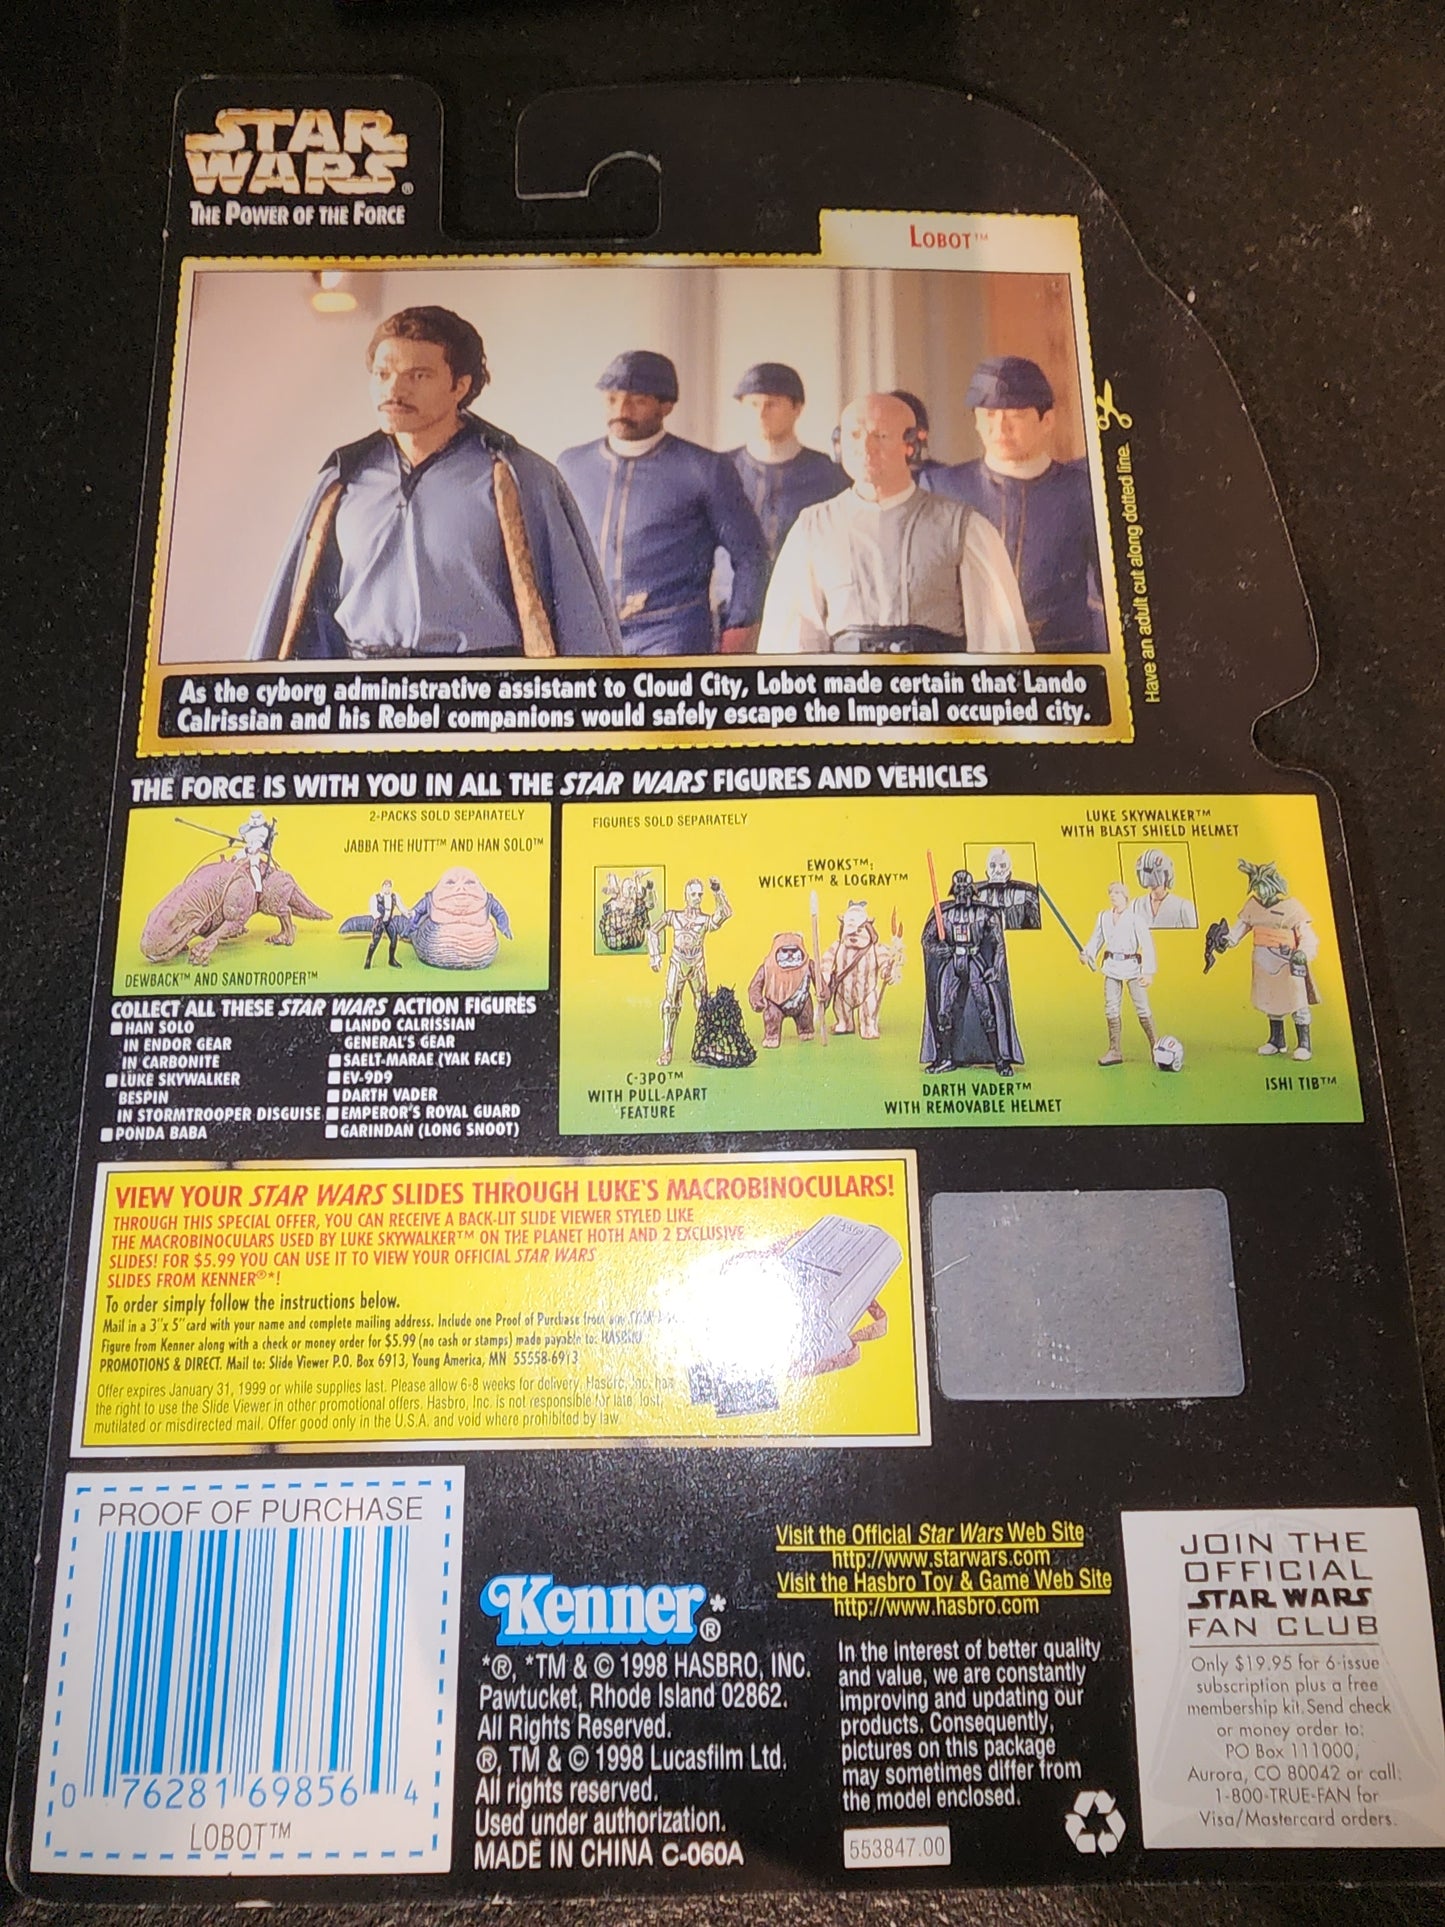 STAR
WARS®
THE POWER OF THE FORCE
LOBOT™
Have an adult cut along dotted line.
As the cyborg administrative assistant to Cloud City, Lobot made certain that Lando
Calrissian and his Rebel companions would safely escape the Imperial occupied city.
THE FORCE IS WITH YOU IN ALL THE STAR WARS FIGURES AND VEHICLES
2-PACKS SOLD SEPARATELY
JABBA THE HUTT™ AND HAN SOLO™
DEWBACK™ AND SANDTROOPER™
FIGURES SOLD SEPARATELY
EWOKS™:
WICKET™ & LOGRAY™
LUKE SKYWALKER™
WITH BLAST SHIELD HELMET
C-3PO™
WITH PULL-APART
FEATURE
DARTH VADER™
WITH REMOVABLE HELMET
ISHI TIB™
COLLECT ALL THESE STAR WARS ACTION FIGURES
HAN SOLO
IN ENDOR GEAR
IN CARBONITE
LUKE SKYWALKER
BESPIN
IN STORMTROOPER DISGUISE
PONDA BABA
LANDO CALRISSIAN
GENERAL'S GEAR
SAELT-MARAE (YAK FACE)
EV-9D9
DARTH VADER
EMPEROR'S ROYAL GUARD
GARINDAN (LONG SNOOT)
VIEW YOUR STAR WARS SLIDES THROUGH LUKE'S MACROBINOCULARS!
THROUGH THIS SPECIAL OFFER, YOU CAN RECEIVE A BACK-LIT SLIDE VIEWER STYLED LIKE
THE MACROBINOCULARS USED BY LUKE SKYWALKER™ ON THE PLANET HOTH AND 2 EXCLUSIVE
SLIDES! FOR $5.99 YOU CAN USE IT TO VIEW YOUR OFFICIAL STAR WARS
SLIDES FROM KENNER®*!
To order simply follow the instructions below.
Mail in a 3"x 5"card with your name and complete mailing address. Include one Proof of Purchase from any
Figure from Kenner along with a check or money order for $5.99 (no cash or stamps) made payable to: HASBRO
PROMOTIONS & DIRECT. Mail to: Slide Viewer P.O. Box 6913, Young America, MN 55558-6913
Offer expires January 31, 1999 or while supplies last. Please allow 6-8 weeks for delivery. Hasbro, Inc. has
the right to use the Slide Viewer in other promotional offers. Hasbro, Inc. is not responsible for late, lost,
mutilated or misdirected mail. Offer good only in the U.S.A. and void where prohibited by law.
PROOF OF PURCHASE
0 76281 69856 4
LOBOT™
Kenner*®
*®, *TM & © 1998 HASBRO, INC.
Pawtucket, Rhode Island 02862.
All Rights Reserved.
®, TM & © 1998 Lucasfilm Ltd.
All rights reserved.
Used under authorization.
MADE IN CHINA C-060A
Visit the Official Star Wars Web Site
http://www.starwars.com
Visit the Hasbro Toy & Game Web Site
http://www.hasbro.com
In the interest of better quality
and value, we are constantly
improving and updating our
products. Consequently,
pictures on this package
may sometimes differ from
the model enclosed.
553847.00
JOIN THE
OFFICIAL
STAR WARS
FAN CLUB
Only $19.95 for 6-issue
subscription plus a free
membership kit. Send check
or money order to:
PO Box 111000,
Aurora, CO 80042 or call:
1-800-TRUE-FAN for
Visa/Mastercard orders.